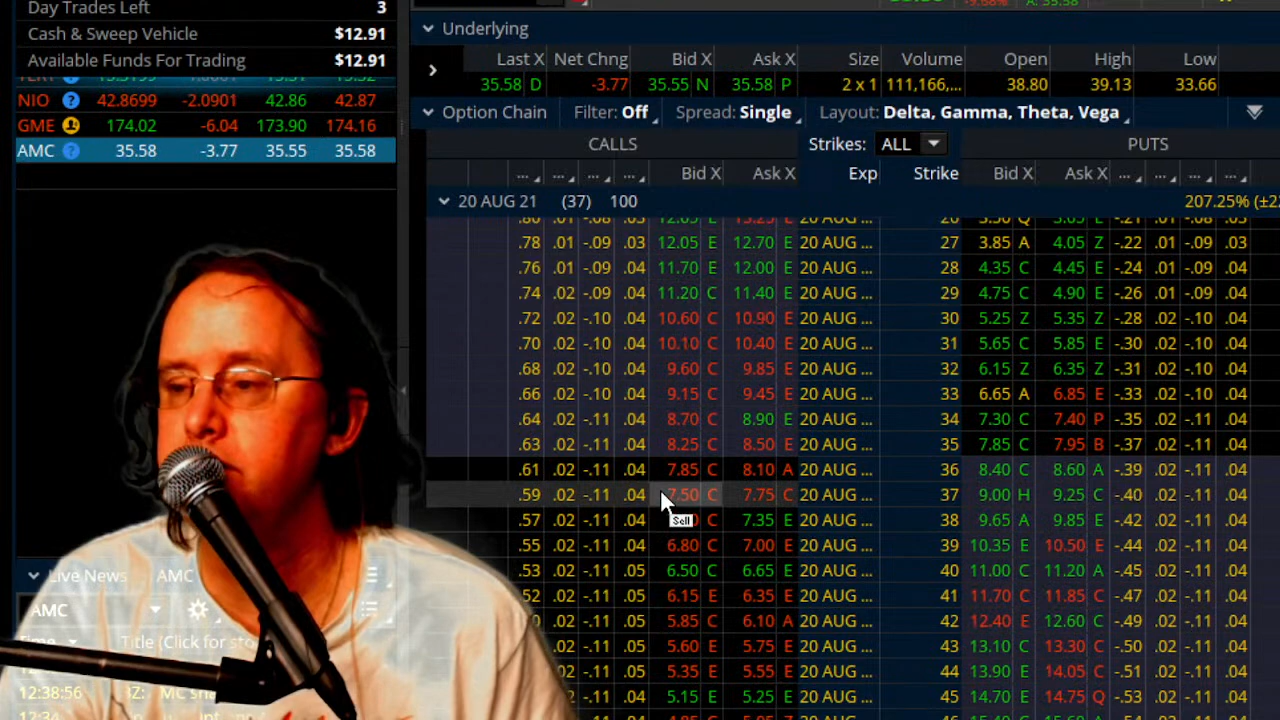 Day Trades Left 3
Cash & Sweep Vehicle $12.91
Available Funds For Trading $12.91
NIO 42.8699 -2.0901 42.86 42.87
GME 174.02 -6.04 173.90 174.16
AMC 35.58 -3.77 35.55 35.58
Underlying
Last X Net Chng Bid X Ask X Size Volume Open High Low
35.58 D -3.77 35.55 N 35.58 P 2 x 1 111,166,... 38.80 39.13 33.66
Option Chain Filter: Off Spread: Single Layout: Delta, Gamma, Theta, Vega
CALLS Strikes: ALL PUTS
... ... ... ... Bid X Ask X Exp Strike Bid X Ask X ... ... ... ...
20 AUG 21 (37) 100 207.25%
.78 .01 -.09 .03 12.05 E 12.70 E 20 AUG ... 27 3.85 A 4.05 Z -.22 .01 -.09 .03
.76 .01 -.09 .04 11.70 E 12.00 E 20 AUG ... 28 4.35 C 4.45 E -.24 .01 -.09 .04
.74 .02 -.09 .04 11.20 C 11.40 E 20 AUG ... 29 4.75 C 4.90 E -.26 .01 -.09 .04
.72 .02 -.10 .04 10.60 C 10.90 E 20 AUG ... 30 5.25 Z 5.35 Z -.28 .02 -.10 .04
.70 .02 -.10 .04 10.10 C 10.40 E 20 AUG ... 31 5.65 C 5.85 E -.30 .02 -.10 .04
.68 .02 -.10 .04 9.60 C 9.85 E 20 AUG ... 32 6.15 Z 6.35 Z -.31 .02 -.10 .04
.66 .02 -.10 .04 9.15 C 9.45 E 20 AUG ... 33 6.65 A 6.85 E -.33 .02 -.10 .04
.64 .02 -.11 .04 8.70 C 8.90 E 20 AUG ... 34 7.30 C 7.40 P -.35 .02 -.11 .04
.63 .02 -.11 .04 8.25 C 8.50 E 20 AUG ... 35 7.85 C 7.95 B -.37 .02 -.11 .04
.61 .02 -.11 .04 7.85 C 8.10 A 20 AUG ... 36 8.40 C 8.60 A -.39 .02 -.11 .04
.59 .02 -.11 .04 7.50 C 7.75 C 20 AUG ... 37 9.00 H 9.25 C -.40 .02 -.11 .04
Sell
.57 .02 -.11 .04 C 7.35 E 20 AUG ... 38 9.65 A 9.85 E -.42 .02 -.11 .04
.55 .02 -.11 .04 6.80 C 7.00 E 20 AUG ... 39 10.35 E 10.50 E -.44 .02 -.11 .04
.53 .02 -.11 .05 6.50 C 6.65 E 20 AUG ... 40 11.00 C 11.20 A -.45 .02 -.11 .04
.52 .02 -.11 .05 6.15 E 6.35 E 20 AUG ... 41 11.70 C 11.85 C -.47 .02 -.11 .04
.02 -.11 .05 5.85 E 6.10 A 20 AUG ... 42 12.40 E 12.60 C -.49 .02 -.11 .04
.02 -.11 .05 5.60 E 5.75 E 20 AUG ... 43 13.10 C 13.30 C -.50 .02 -.11 .04
.02 -.11 .05 5.35 E 5.55 E 20 AUG ... 44 13.90 E 14.05 C -.51 .02 -.11 .04
.02 -.11 .05 5.15 E 5.25 E 20 AUG ... 45 14.70 E 14.75 Q -.53 .02 -.11 .04
Live News AMC
AMC
Time Title (Click for
12:38:56